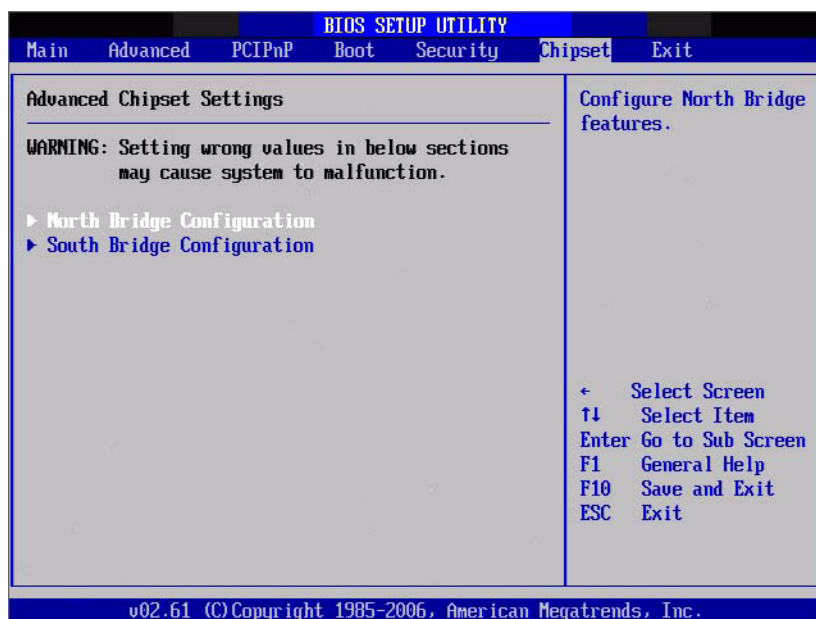 BIOS SETUP UTILITY
Main Advanced PCIPnP Boot Security Chipset Exit
Advanced Chipset Settings
WARNING: Setting wrong values in below sections
may cause system to malfunction.
▶ North Bridge Configuration
▶ South Bridge Configuration
Configure North Bridge
features.
← Select Screen
↑↓ Select Item
Enter Go to Sub Screen
F1 General Help
F10 Save and Exit
ESC Exit
v02.61 (C)Copyright 1985-2006, American Megatrends, Inc.